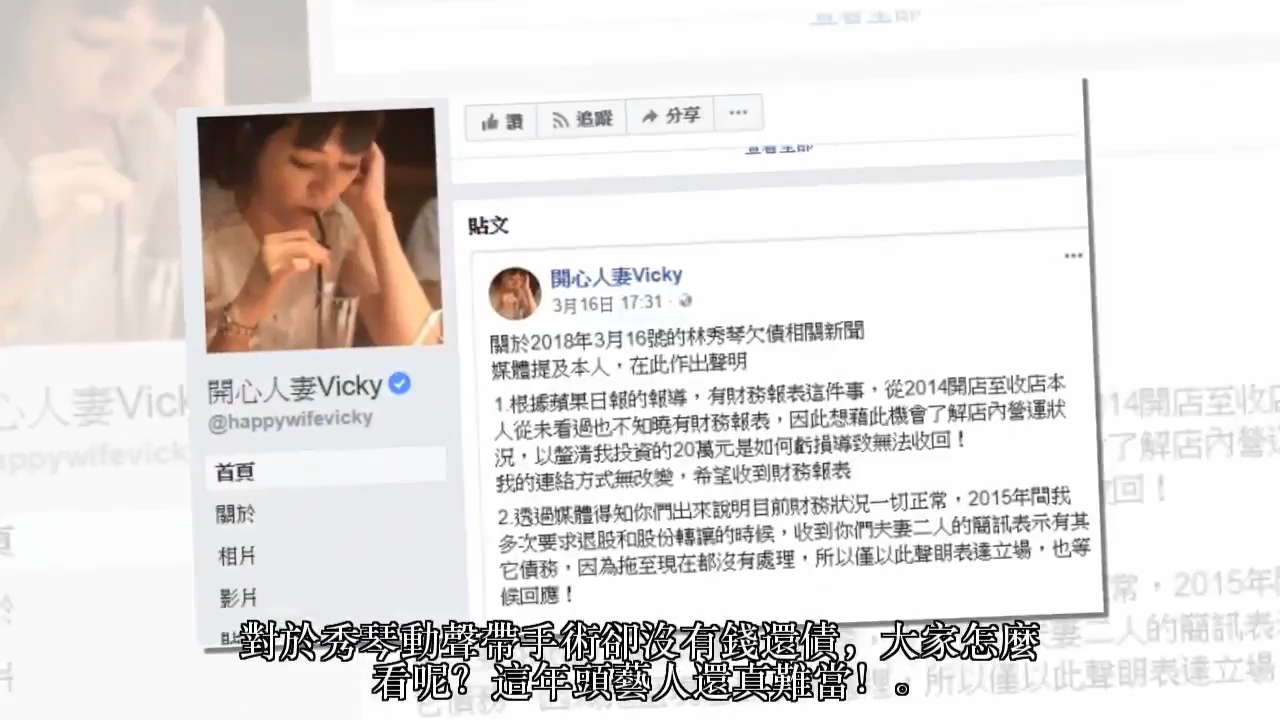 讚 追蹤 分享 ...
查看全部
貼文
開心人妻Vicky
3月16日 17:31
關於2018年3月16號的林秀琴欠債相關新聞
媒體提及本人，在此作出聲明
1.根據蘋果日報的報導，有財務報表這件事，從2014開店至收店本
人從未看過也不知曉有財務報表，因此想藉此機會了解店內營運狀
況，以釐清我投資的20萬元是如何虧損導致無法收回！
我的連絡方式無改變，希望收到財務報表
2.透過媒體得知你們出來說明目前財務狀況一切正常，2015年間我
多次要求退股和股份轉讓的時候，收到你們夫妻二人的簡訊表示有其
它債務，因為拖至現在都沒有處理，所以僅以此聲明表達立場，也等
候回應！
開心人妻Vicky
@happywifevicky
首頁
關於
相片
影片
對於秀琴動聲帶手術卻沒有錢還債，大家怎麼
看呢？這年頭藝人還真難當！。